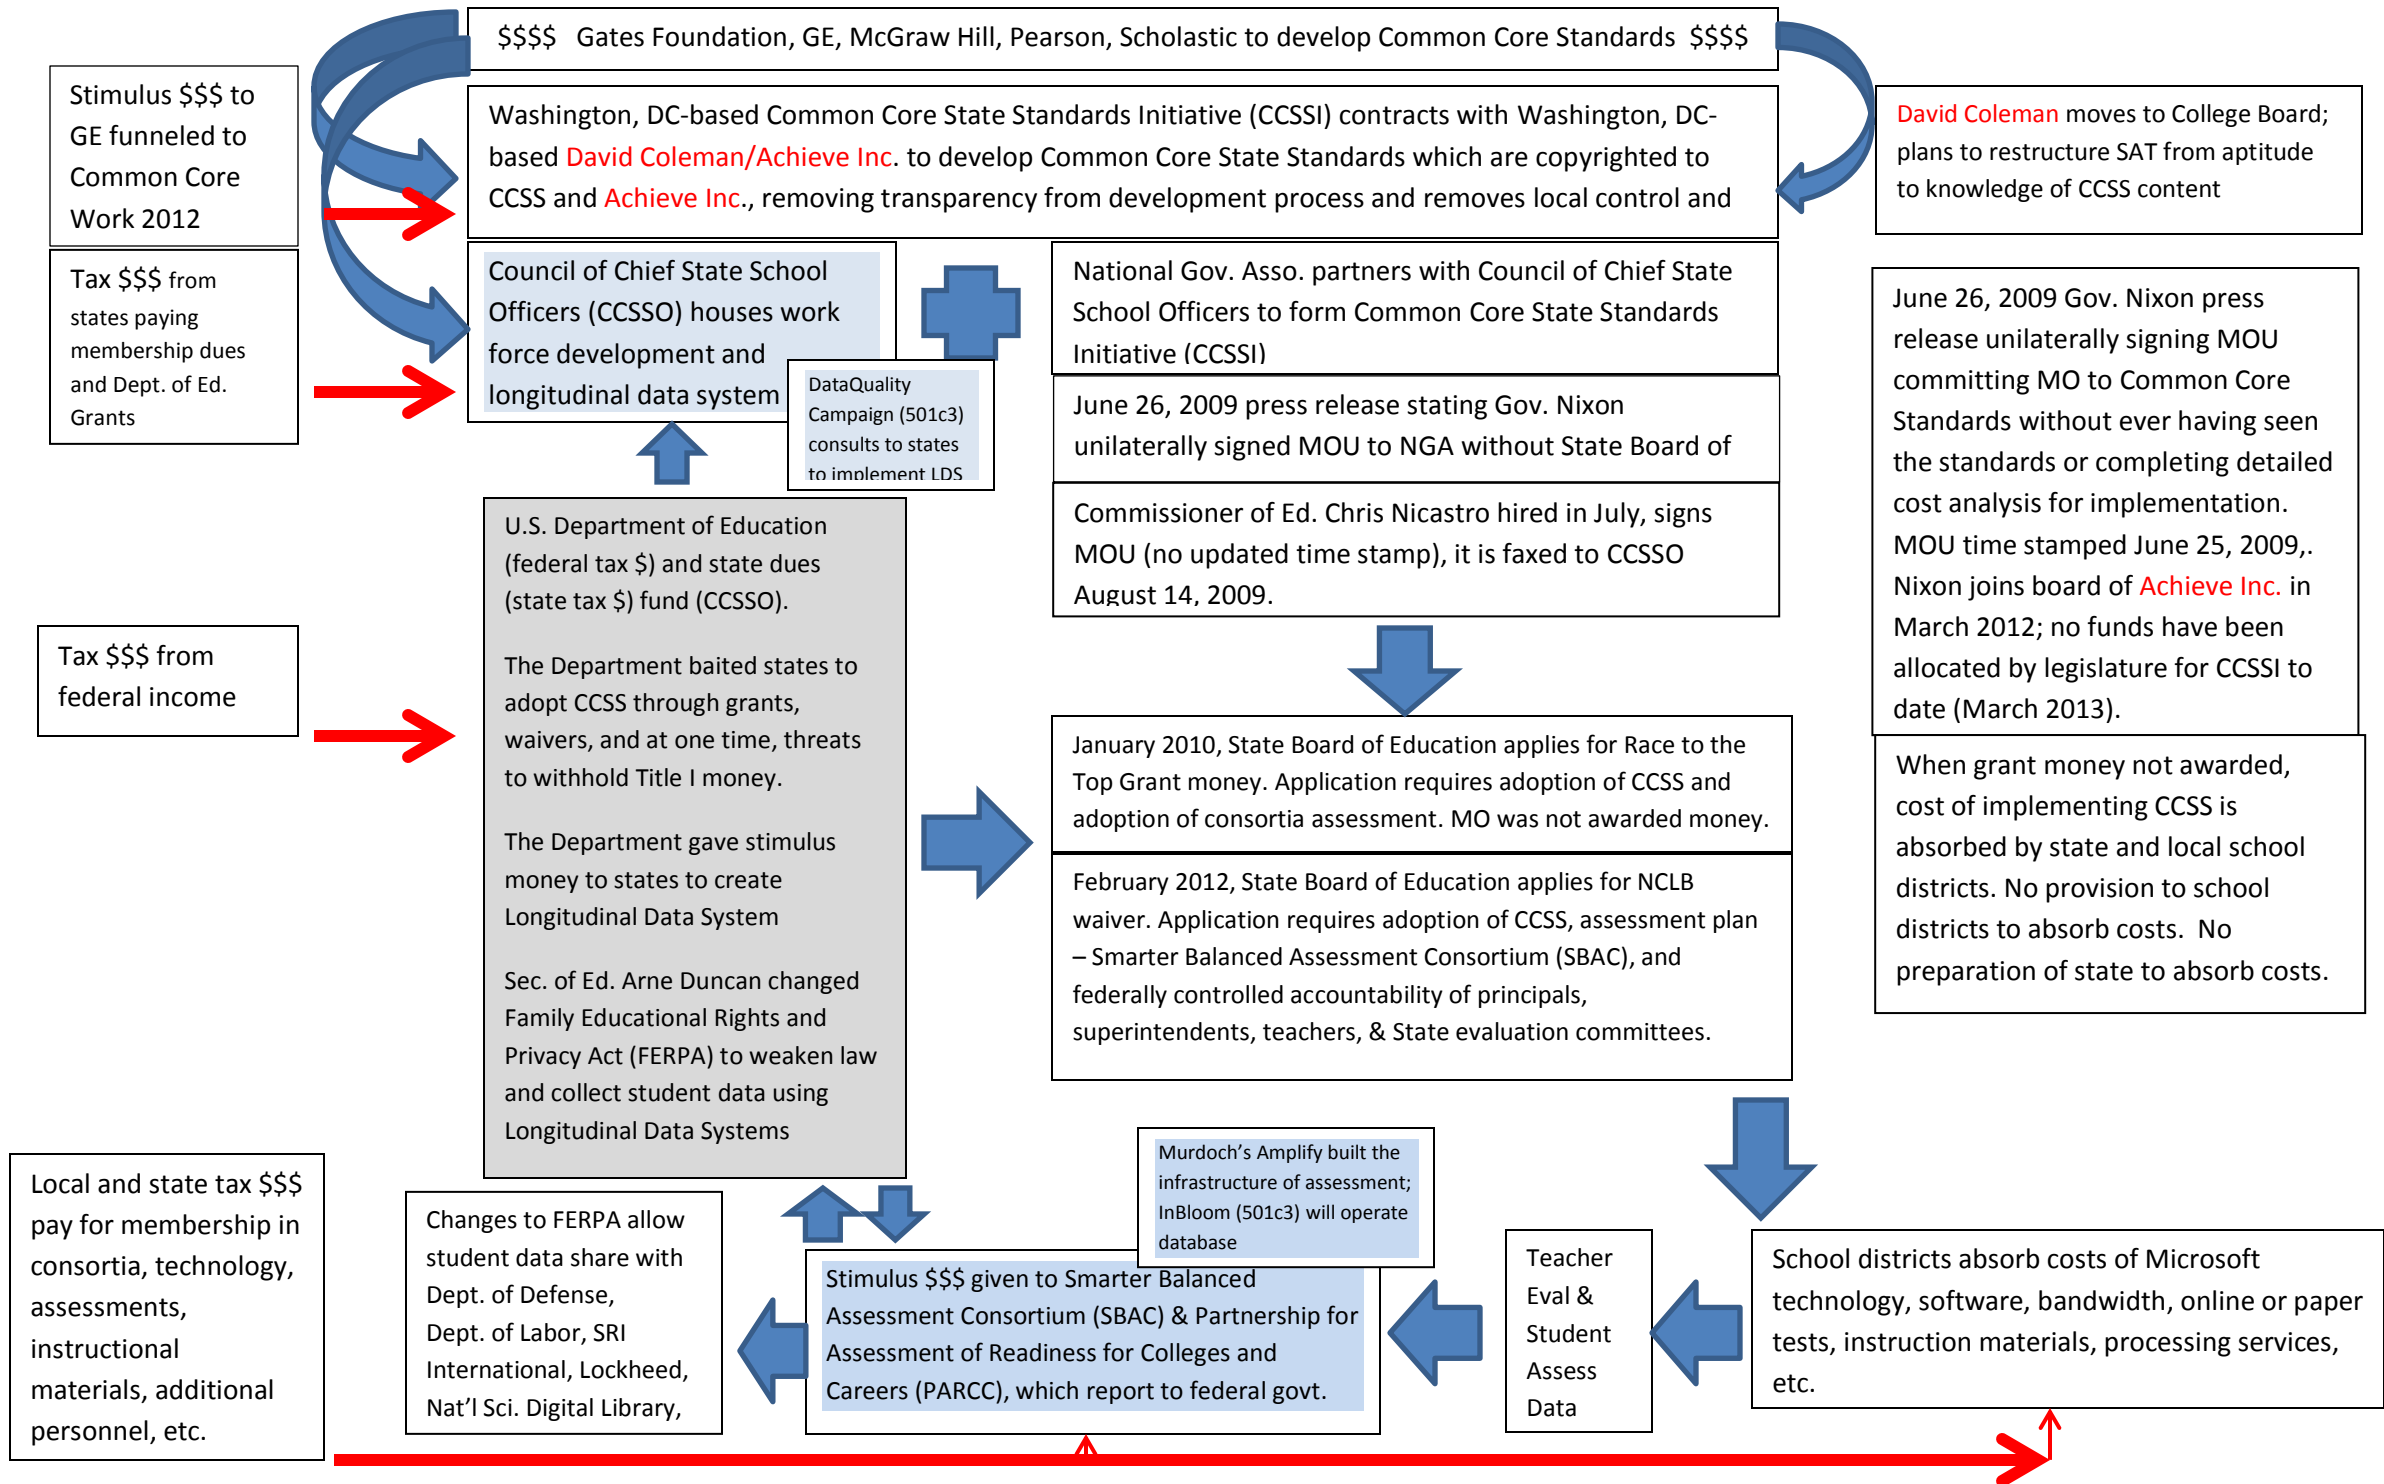 $$$$ Gates Foundation, GE, McGraw Hill, Pearson, Scholastic to develop Common Core Standards $$$$
Stimulus $$$ to
GE funneled to
Common Core
Work 2012
Washington, DC-based Common Core State Standards Initiative (CCSSI) contracts with Washington, DC-
based David Coleman/Achieve Inc. to develop Common Core State Standards which are copyrighted to
CCSS and Achieve Inc., removing transparency from development process and removes local control and
David Coleman moves to College Board;
plans to restructure SAT from aptitude
to knowledge of CCSS content
Tax $$$ from
states paying
membership dues
and Dept. of Ed.
Grants
Council of Chief State School
Officers (CCSSO) houses work
force development and
longitudinal data system
DataQuality
Campaign (501c3)
consults to states
to implement LDS
National Gov. Asso. partners with Council of Chief State
School Officers to form Common Core State Standards
Initiative (CCSSI)
June 26, 2009 press release stating Gov. Nixon
unilaterally signed MOU to NGA without State Board of
Commissioner of Ed. Chris Nicastro hired in July, signs
MOU (no updated time stamp), it is faxed to CCSSO
August 14, 2009.
June 26, 2009 Gov. Nixon press
release unilaterally signing MOU
committing MO to Common Core
Standards without ever having seen
the standards or completing detailed
cost analysis for implementation.
MOU time stamped June 25, 2009,.
Nixon joins board of Achieve Inc. in
March 2012; no funds have been
allocated by legislature for CCSSI to
date (March 2013).
When grant money not awarded,
cost of implementing CCSS is
absorbed by state and local school
districts. No provision to school
districts to absorb costs.  No
preparation of state to absorb costs.
Tax $$$ from
federal income
U.S. Department of Education
(federal tax $) and state dues
(state tax $) fund (CCSSO).
The Department baited states to
adopt CCSS through grants,
waivers, and at one time, threats
to withhold Title I money.
The Department gave stimulus
money to states to create
Longitudinal Data System
Sec. of Ed. Arne Duncan changed
Family Educational Rights and
Privacy Act (FERPA) to weaken law
and collect student data using
Longitudinal Data Systems
January 2010, State Board of Education applies for Race to the
Top Grant money. Application requires adoption of CCSS and
adoption of consortia assessment. MO was not awarded money.
February 2012, State Board of Education applies for NCLB
waiver. Application requires adoption of CCSS, assessment plan
– Smarter Balanced Assessment Consortium (SBAC), and
federally controlled accountability of principals,
superintendents, teachers, & State evaluation committees.
Local and state tax $$$
pay for membership in
consortia, technology,
assessments,
instructional
materials, additional
personnel, etc.
Changes to FERPA allow
student data share with
Dept. of Defense,
Dept. of Labor, SRI
International, Lockheed,
Nat’l Sci. Digital Library,
Murdoch’s Amplify built the
infrastructure of assessment;
InBloom (501c3) will operate
database
Stimulus $$$ given to Smarter Balanced
Assessment Consortium (SBAC) & Partnership for
Assessment of Readiness for Colleges and
Careers (PARCC), which report to federal govt.
Teacher
Eval &
Student
Assess
Data
School districts absorb costs of Microsoft
technology, software, bandwidth, online or paper
tests, instruction materials, processing services,
etc.